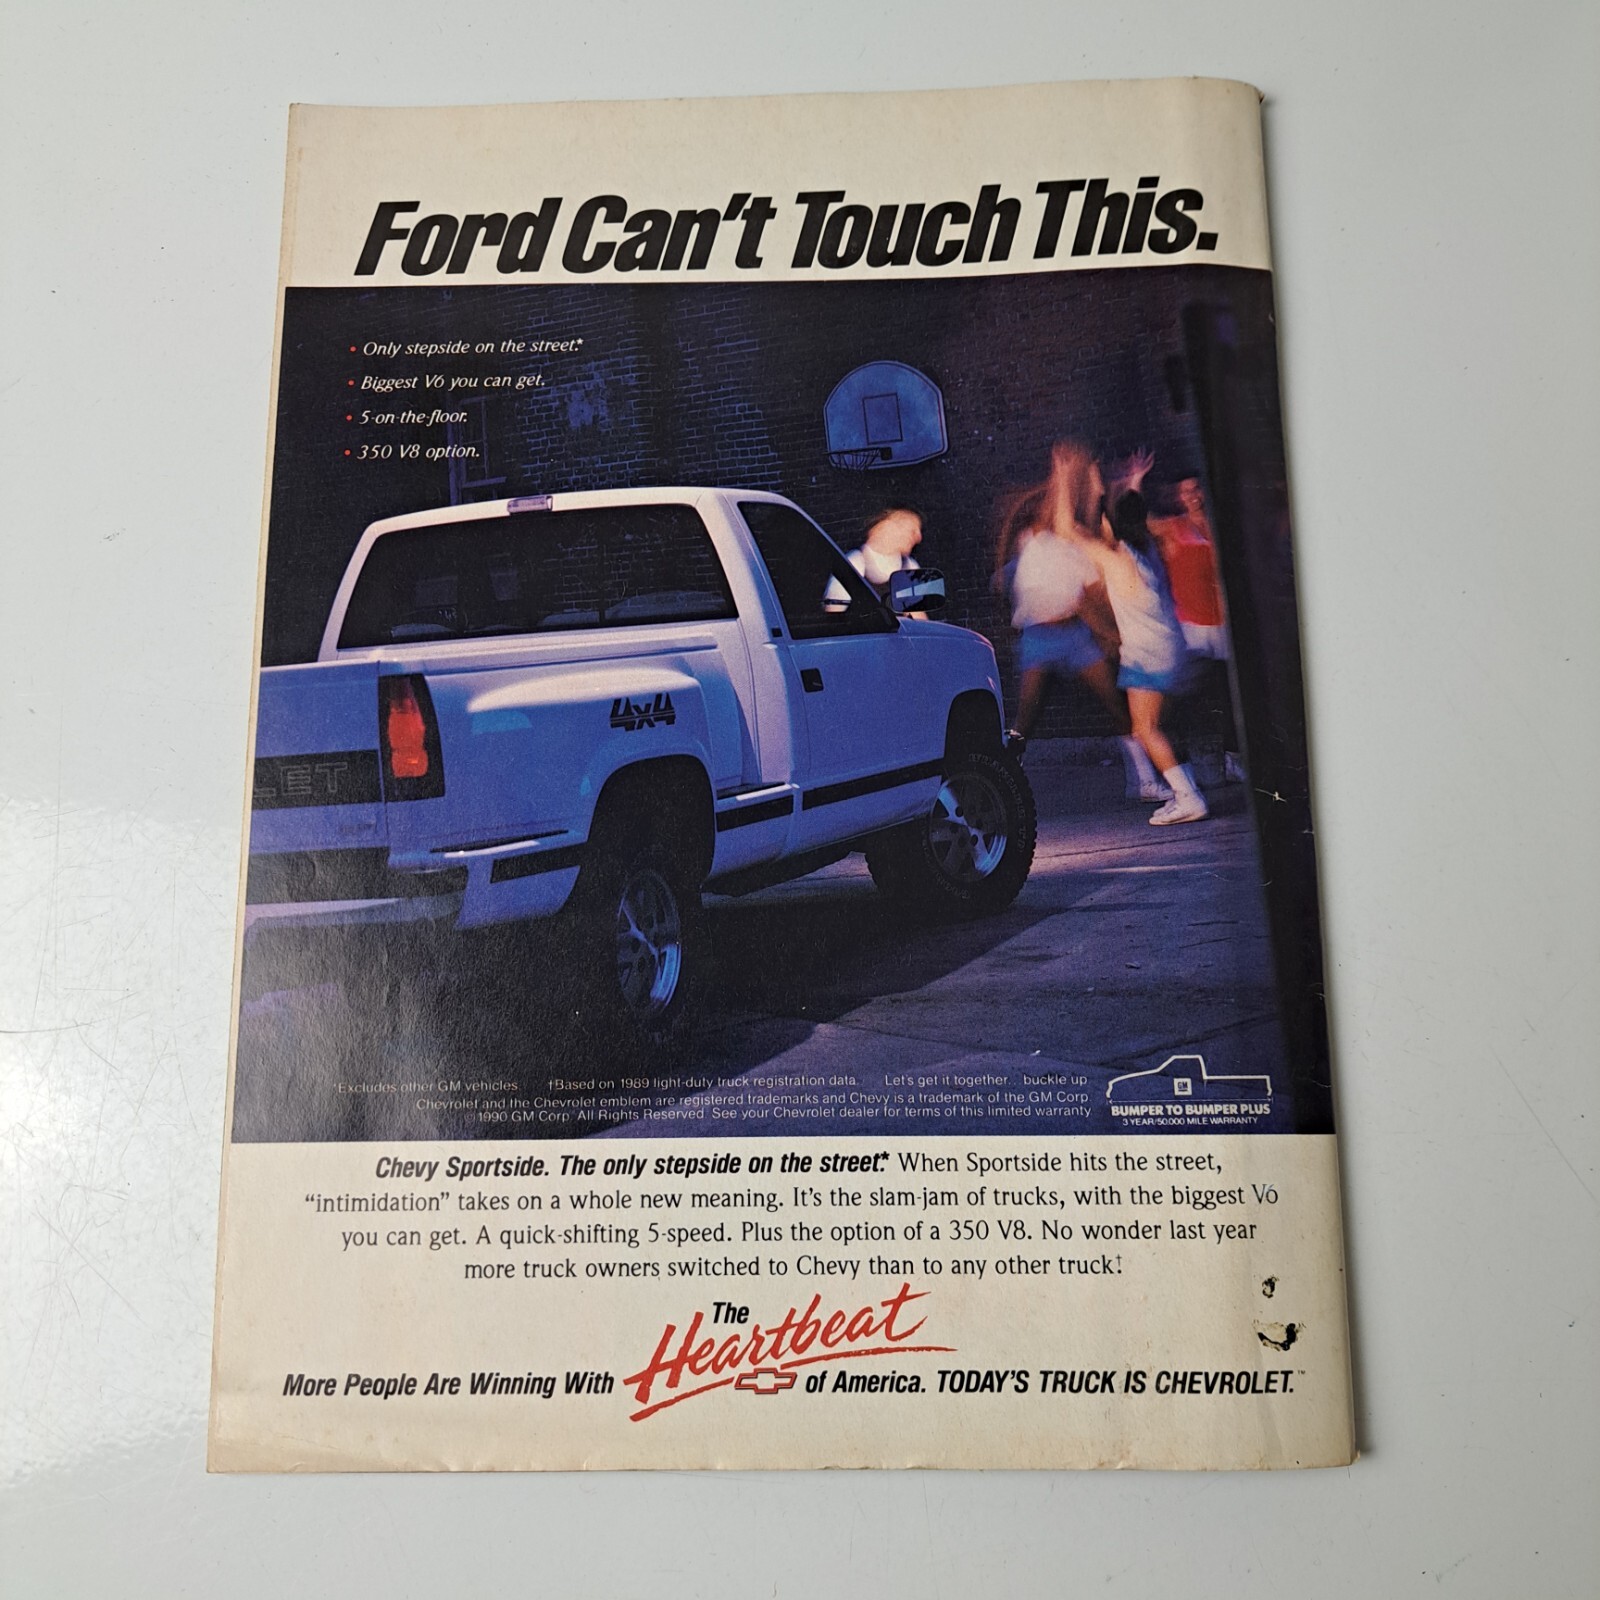 Ford Can't Touch This.
• Only stepside on the street.*
• Biggest V6 you can get.
• 5-on-the-floor.
• 350 V8 option.
4x4
LET
*Excludes other GM vehicles. †Based on 1989 light-duty truck registration data. Let's get it together... buckle up.
Chevrolet and the Chevrolet emblem are registered trademarks and Chevy is a trademark of the GM Corp.
©1990 GM Corp. All Rights Reserved. See your Chevrolet dealer for terms of this limited warranty.
GM
BUMPER TO BUMPER PLUS
3 YEAR/50,000 MILE WARRANTY
Chevy Sportside. The only stepside on the street.* When Sportside hits the street,
“intimidation” takes on a whole new meaning. It's the slam-jam of trucks, with the biggest V6
you can get. A quick-shifting 5-speed. Plus the option of a 350 V8. No wonder last year
more truck owners switched to Chevy than to any other truck.†
The
Heartbeat
More People Are Winning With of America. TODAY'S TRUCK IS CHEVROLET.™